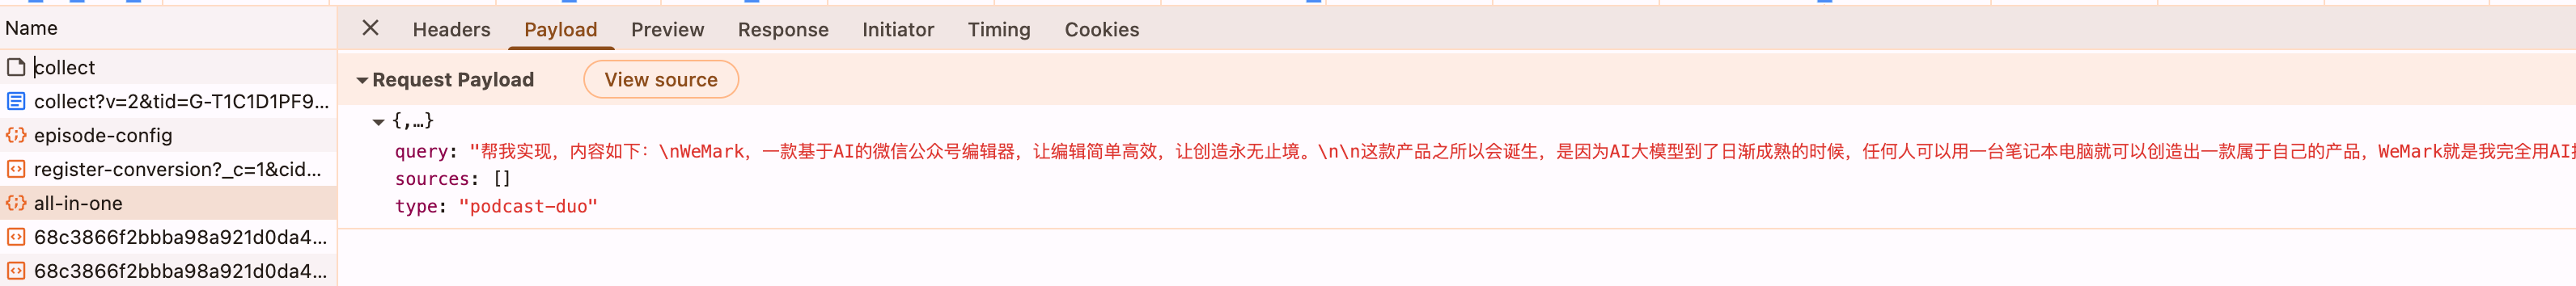 Name
collect
collect?v=2&tid=G-T1C1D1PF9...
episode-config
register-conversion?_c=1&cid...
all-in-one
68c3866f2bbba98a921d0da4...
68c3866f2bbba98a921d0da4...
Headers Payload Preview Response Initiator Timing Cookies
Request Payload View source
{,…}
query: "帮我实现，内容如下：\nWeMark，一款基于AI的微信公众号编辑器，让编辑简单高效，让创造永无止境。\n\n这款产品之所以会诞生，是因为AI大模型到了日渐成熟的时候，任何人可以用一台笔记本电脑就可以创造出一款属于自己的产品，WeMark就是我完全用AI
sources: []
type: "podcast-duo"